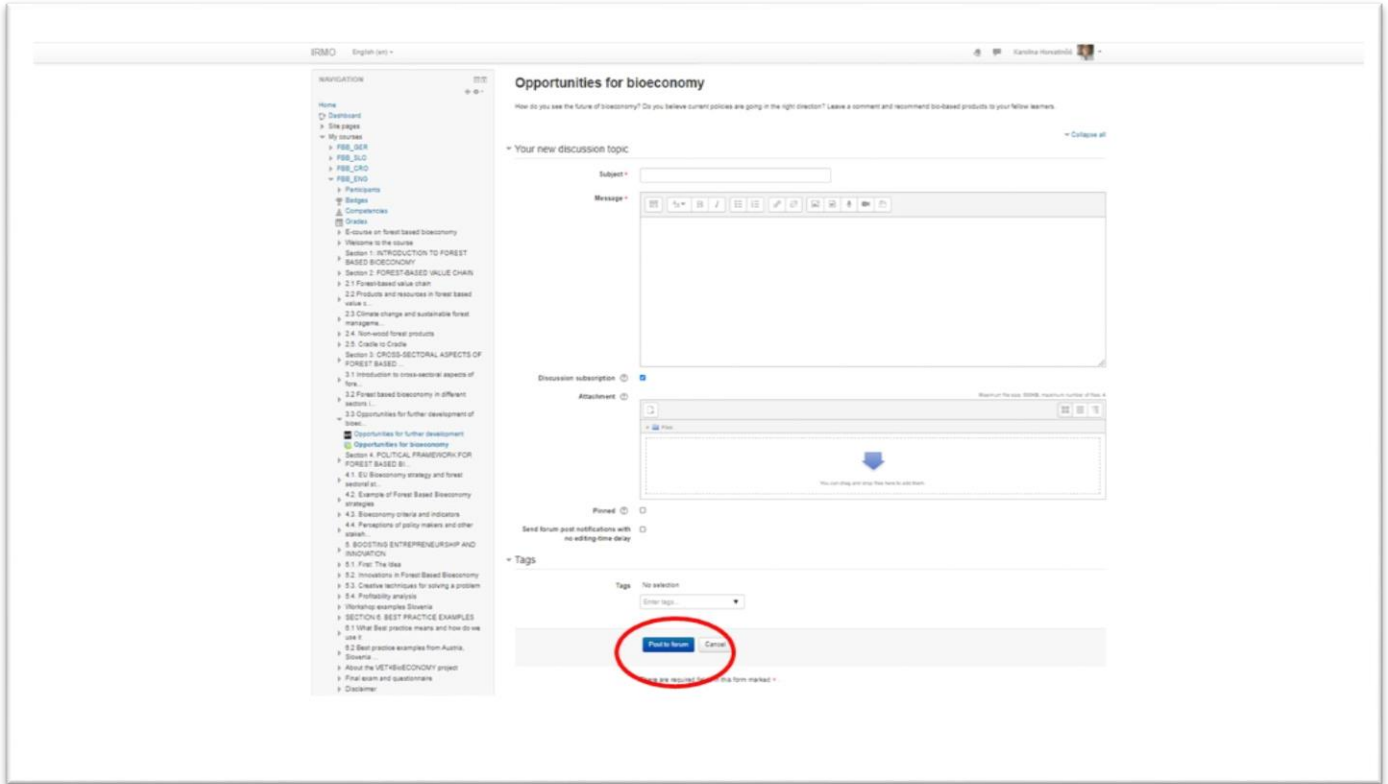 IRMO English (en)
Karolina Horvatinčić
NAVIGATION
Home
Dashboard
Site pages
My courses
FBB_GER
FBB_SLO
FBB_CRO
FBB_ENG
Participants
Badges
Competencies
Grades
E-course on forest based bioeconomy
Welcome to the course
Section 1: INTRODUCTION TO FOREST
BASED BIOECONOMY
Section 2: FOREST-BASED VALUE CHAIN
2.1 Forest-based value chain
2.2 Products and resources in forest based
value c...
2.3 Climate change and sustainable forest
manageme...
2.4. Non-wood forest products
2.5. Cradle to Cradle
Section 3: CROSS-SECTORAL ASPECTS OF
FOREST BASED ...
3.1 Introduction to cross-sectoral aspects of
fore...
3.2 Forest based bioeconomy in different
sectors i...
3.3 Opportunities for further development of
bioec...
Opportunities for further development
Opportunities for bioeconomy
Section 4. POLITICAL FRAMEWORK FOR
FOREST BASED BI...
4.1. EU Bioeconomy strategy and forest
sectoral st...
4.2. Example of Forest Based Bioeconomy
strategies
4.3. Bioeconomy criteria and indicators
4.4. Perceptions of policy makers and other
stakeh...
5. BOOSTING ENTREPRENEURSHIP AND
INNOVATION
5.1. First: The Idea
5.2. Innovations in Forest Based Bioeconomy
5.3. Creative techniques for solving a problem
5.4. Profitability analysis
Workshop examples Slovenia
SECTION 6. BEST PRACTICE EXAMPLES
6.1 What Best practice means and how do we
use it
6.2 Best practice examples from Austria,
Slovenia ...
About the VET4BioECONOMY project
Final exam and questionnaire
Disclaimer
Opportunities for bioeconomy
How do you see the future of bioeconomy? Do you believe current policies are going in the right direction? Leave a comment and recommend bio-based products to your fellow learners.
Collapse all
Your new discussion topic
Subject
Message
Discussion subscription
Attachment
Maximum file size: 500MB, maximum number of files: 4
Files
You can drag and drop files here to add them.
Pinned
Send forum post notifications with
no editing-time delay
Tags
Tags No selection
Enter tags...
Post to forum Cancel
There are required in this form marked